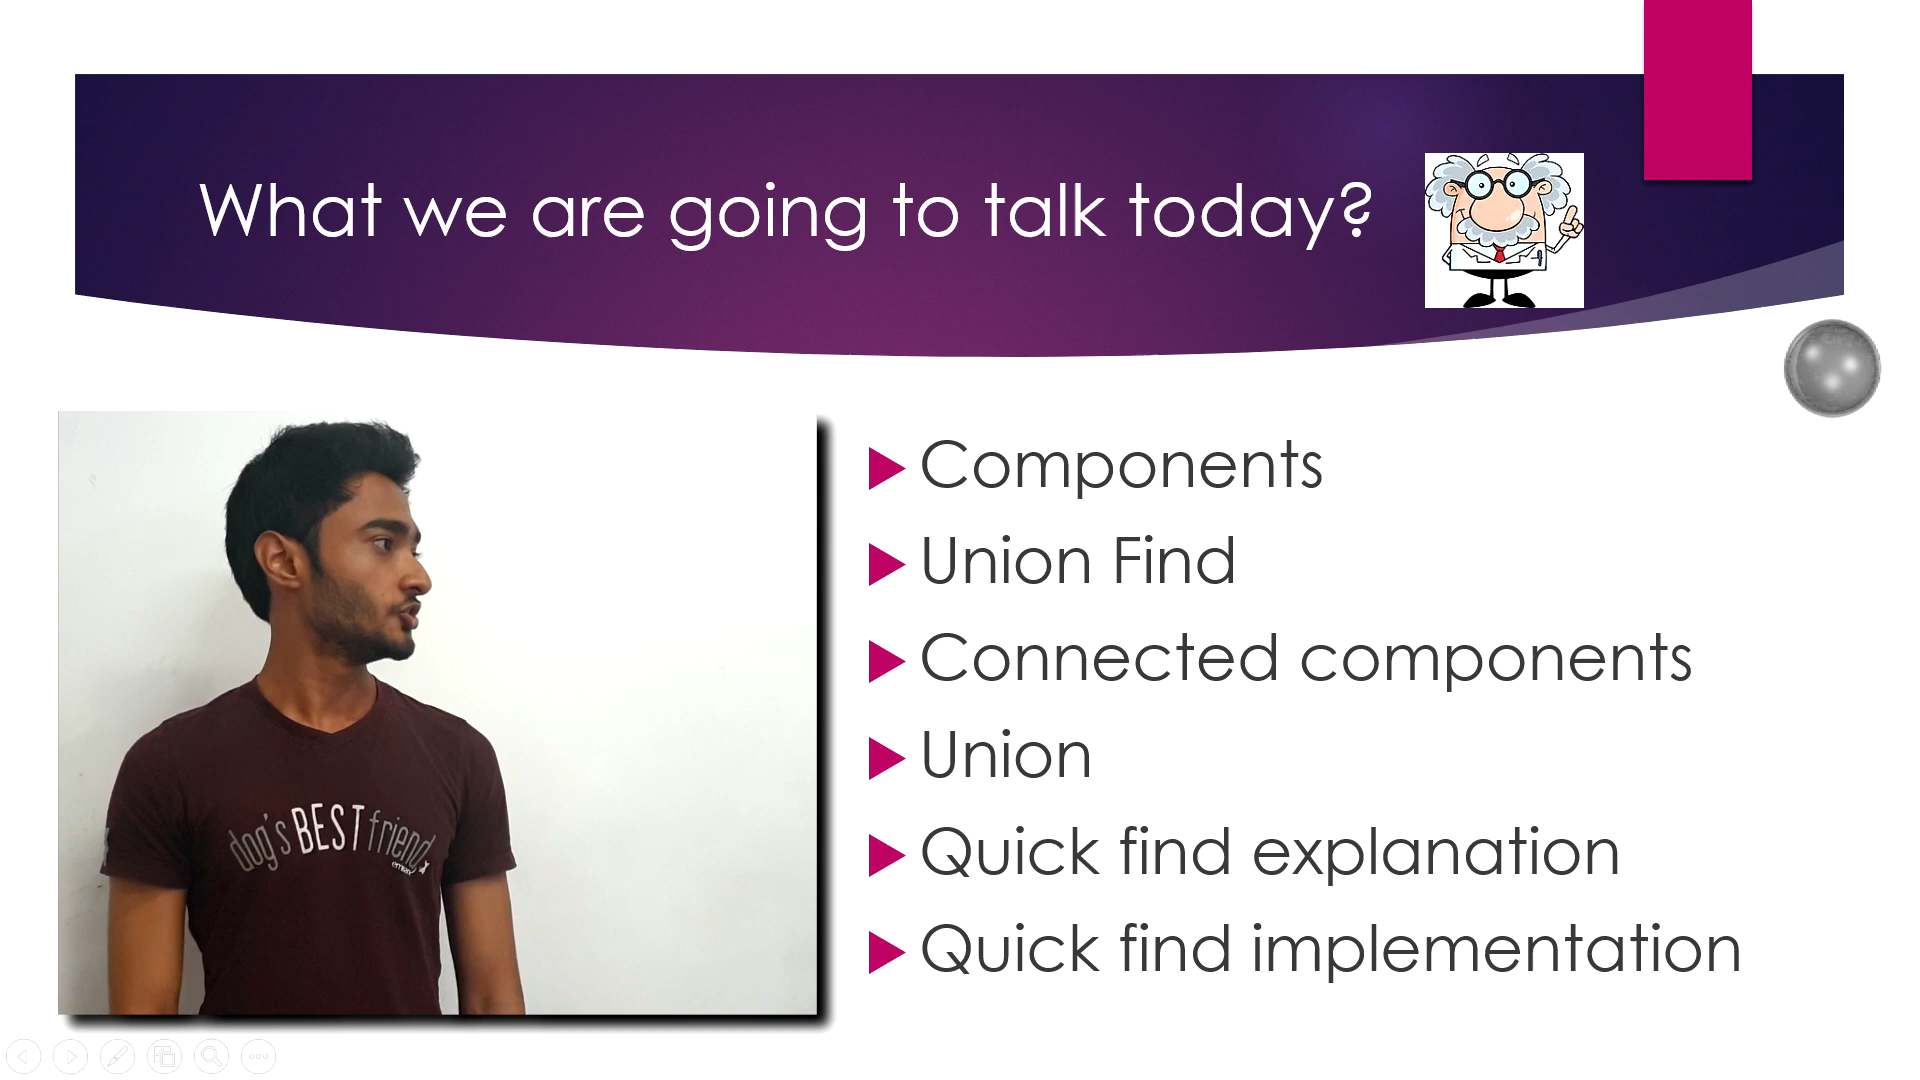 What we are going to talk today?
Components
Union Find
Connected components
Union
Quick find explanation
Quick find implementation
dog's BEST friend